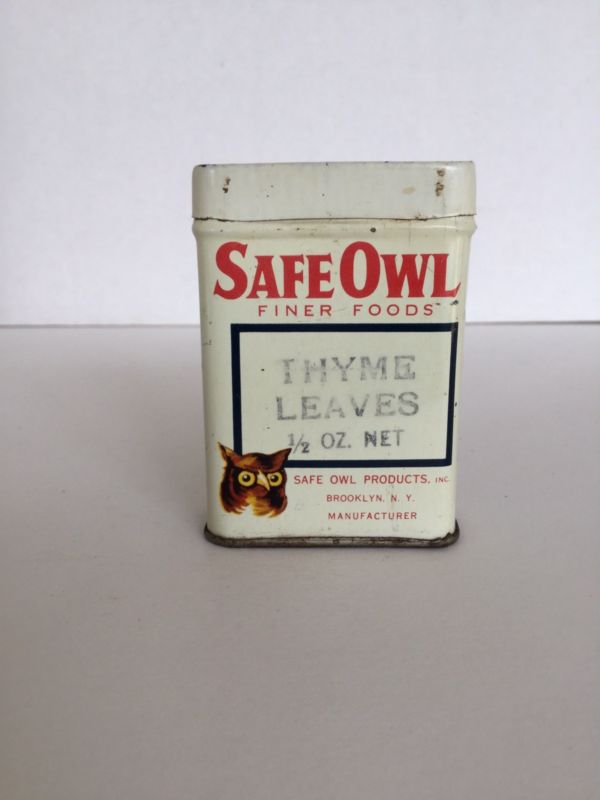 SAFE OWL
FINER FOODS
THYME
LEAVES
1/2 OZ. NET
SAFE OWL PRODUCTS, INC.
BROOKLYN, N. Y.
MANUFACTURER